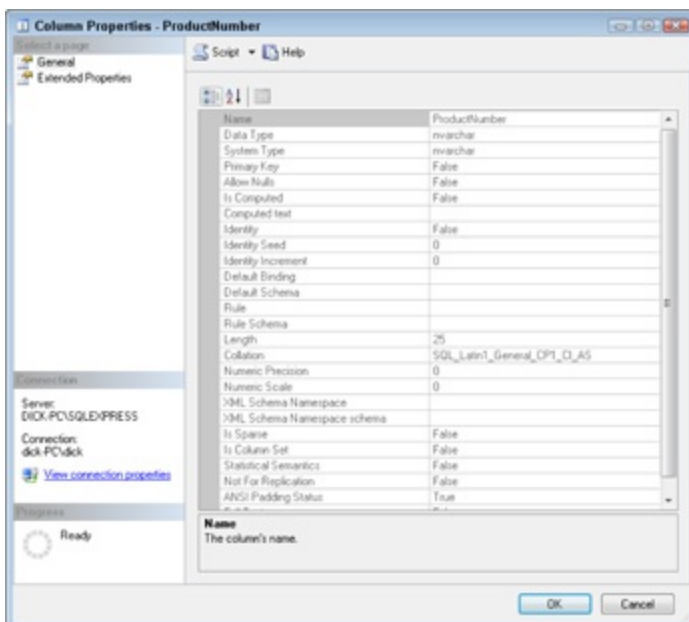 Column Properties - ProductNumber
Select a page
General
Extended Properties
Script Help
Name ProductNumber
Data Type nvarchar
System Type nvarchar
Primary Key False
Allow Nulls False
Is Computed False
Computed text
Identity False
Identity Seed 0
Identity Increment 0
Default Binding
Default Schema
Rule
Rule Schema
Length 25
Collation SQL_Latin1_General_CP1_CI_AS
Numeric Precision 0
Numeric Scale 0
XML Schema Namespace
XML Schema Namespace schema
Is Sparse False
Is Column Set False
Statistical Semantics False
Not For Replication False
ANSI Padding Status True
Connection
Server:
DICK-PC\SQLEXPRESS
Connection:
dick-PC\dick
View connection properties
Progress
Ready
Name
The column's name.
OK Cancel